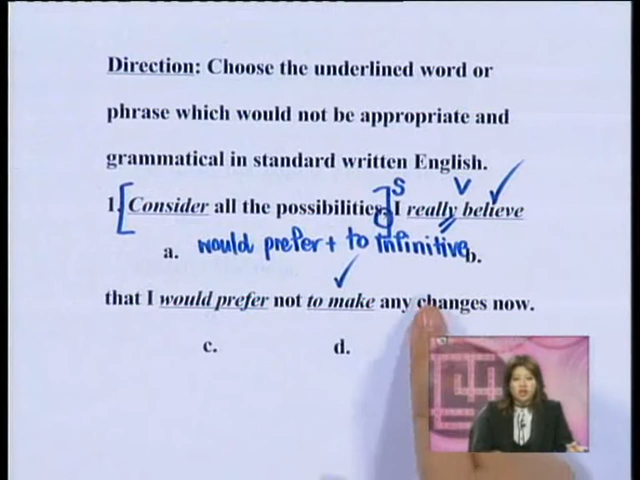 Direction: Choose the underlined word or
phrase which would not be appropriate and
grammatical in standard written English.
S V
1. Consider all the possibilities, I really believe
a. would prefer + to infinitive b.
that I would prefer not to make any changes now.
c. d.